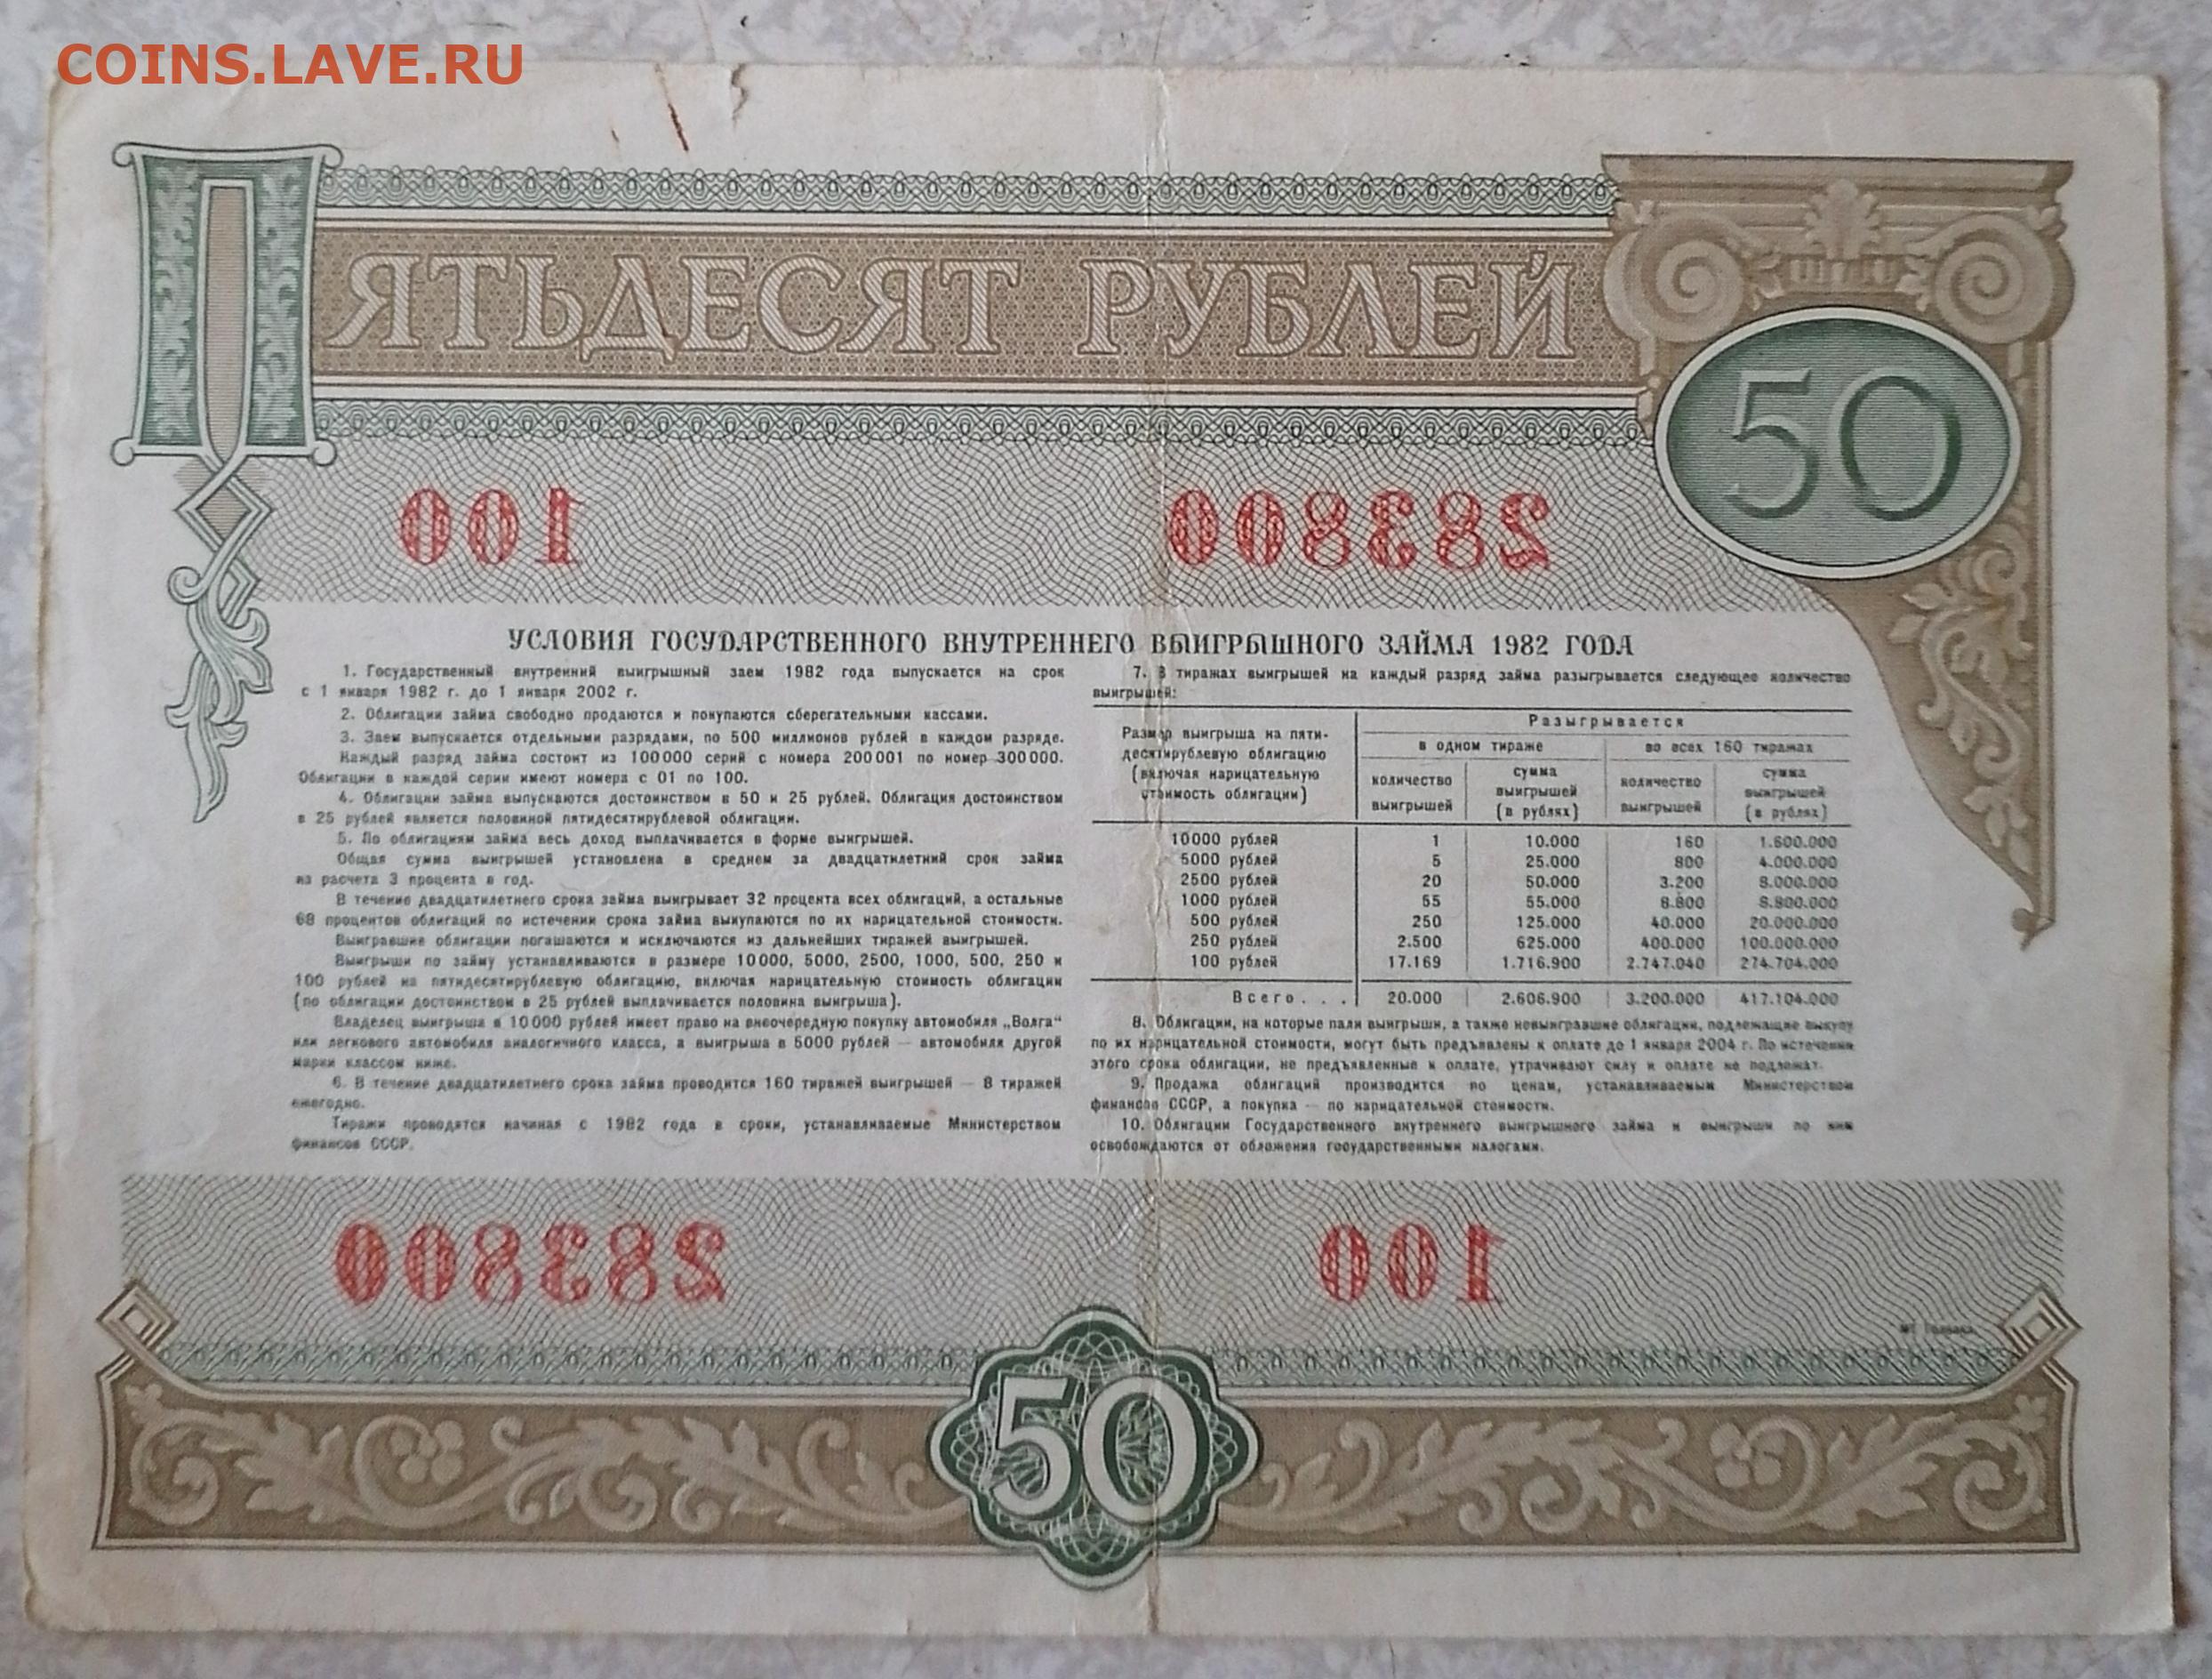 COINS.LAVE.RU
ПЯТЬДЕСЯТ РУБЛЕЙ
50
100 283800
УСЛОВИЯ ГОСУДАРСТВЕННОГО ВНУТРЕННЕГО ВЫИГРЫШНОГО ЗАЙМА 1982 ГОДА
1. Государственный внутренний выигрышный заем 1982 года выпускается на срок
с 1 января 1982 г. до 1 января 2002 г.
2. Облигации займа свободно продаются и покупаются сберегательными кассами.
3. Заем выпускается отдельными разрядами, по 500 миллионов рублей в каждом разряде.
Каждый разряд займа состоит из 100000 серий с номера 200001 по номер 300000.
Облигации в каждой серии имеют номера с 01 по 100.
4. Облигации займа выпускаются достоинством в 50 и 25 рублей. Облигация достоинством
в 25 рублей является половиной пятидесятирублевой облигации.
5. По облигациям займа весь доход выплачивается в форме выигрышей.
Общая сумма выигрышей установлена в среднем за двадцатилетний срок займа
из расчета 3 процента в год.
В течение двадцатилетнего срока займа выигрывает 32 процента всех облигаций, а остальные
68 процентов облигаций по истечении срока займа выкупаются по их нарицательной стоимости.
Выигравшие облигации погашаются и исключаются из дальнейших тиражей выигрышей.
Выигрыши по займу устанавливаются в размере 10000, 5000, 2500, 1000, 500, 250 и
100 рублей на пятидесятирублевую облигацию, включая нарицательную стоимость облигации
(по облигации достоинством в 25 рублей выплачивается половина выигрыша).
Владелец выигрыша в 10000 рублей имеет право на внеочередную покупку автомобиля „Волга“
или легкового автомобиля аналогичного класса, а выигрыша в 5000 рублей — автомобиля другой
марки классом ниже.
6. В течение двадцатилетнего срока займа проводится 160 тиражей выигрышей — 8 тиражей
ежегодно.
Тиражи проводятся начиная с 1982 года в сроки, устанавливаемые Министерством
финансов СССР.
7. В тиражах выигрышей на каждый разряд займа разыгрывается следующее количество
выигрышей:
Размер выигрыша на пяти-
десятирублевую облигацию
(включая нарицательную
стоимость облигации)
Разыгрывается
в одном тираже во всех 160 тиражах
количество выигрышей сумма выигрышей (в рублях) количество выигрышей сумма выигрышей (в рублях)
10000 рублей 1 10.000 160 1.600.000
5000 рублей 5 25.000 800 4.000.000
2500 рублей 20 50.000 3.200 8.000.000
1000 рублей 55 55.000 8.800 8.800.000
500 рублей 250 125.000 40.000 20.000.000
250 рублей 2.500 625.000 400.000 100.000.000
100 рублей 17.169 1.716.900 2.747.040 274.704.000
Всего... 20.000 2.606.900 3.200.000 417.104.000
8. Облигации, на которые пали выигрыши, а также невыигравшие облигации, подлежащие выкупу
по их нарицательной стоимости, могут быть предъявлены к оплате до 1 января 2004 г. По истечении
этого срока облигации, не предъявленные к оплате, утрачивают силу и оплате не подлежат.
9. Продажа облигаций производится по ценам, устанавливаемым Министерством
финансов СССР, а покупка — по нарицательной стоимости.
10. Облигации Государственного внутреннего выигрышного займа и выигрыши по ним
освобождаются от обложения государственными налогами.
283800 100
50